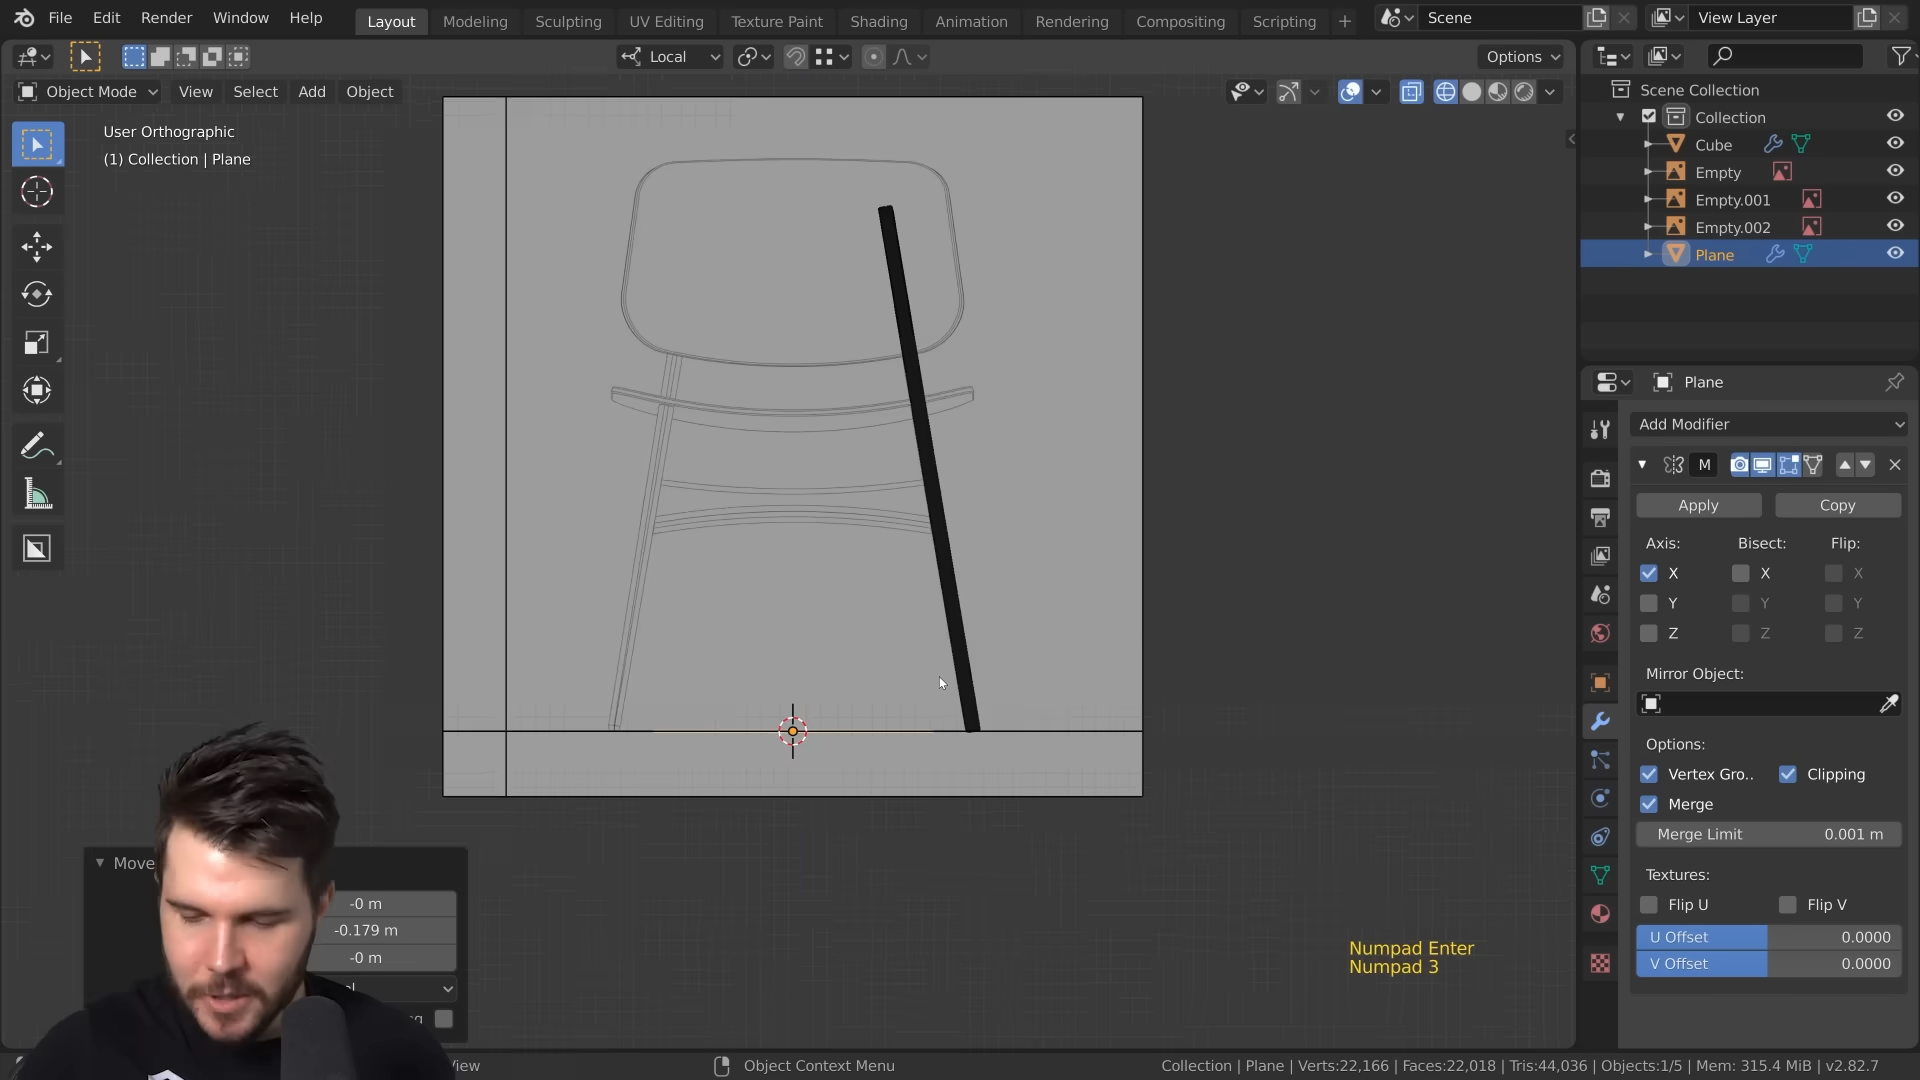 File Edit Render Window Help
Layout Modeling Sculpting UV Editing Texture Paint Shading Animation Rendering Compositing Scripting +
Scene
View Layer
Local
Options
Object Mode View Select Add Object
User Orthographic
(1) Collection | Plane
Scene Collection
Collection
Cube
Empty
Empty.001
Empty.002
Plane
Plane
Add Modifier
M
Apply Copy
Axis: Bisect: Flip:
X X X
Y Y Y
Z Z Z
Mirror Object:
Options:
Vertex Gro.. Clipping
Merge
Merge Limit 0.001 m
Textures:
Flip U Flip V
U Offset 0.0000
V Offset 0.0000
Move
-0 m
-0.179 m
-0 m
Numpad Enter
Numpad 3
Object Context Menu
Collection | Plane | Verts:22,166 | Faces:22,018 | Tris:44,036 | Objects:1/5 | Mem: 315.4 MiB | v2.82.7